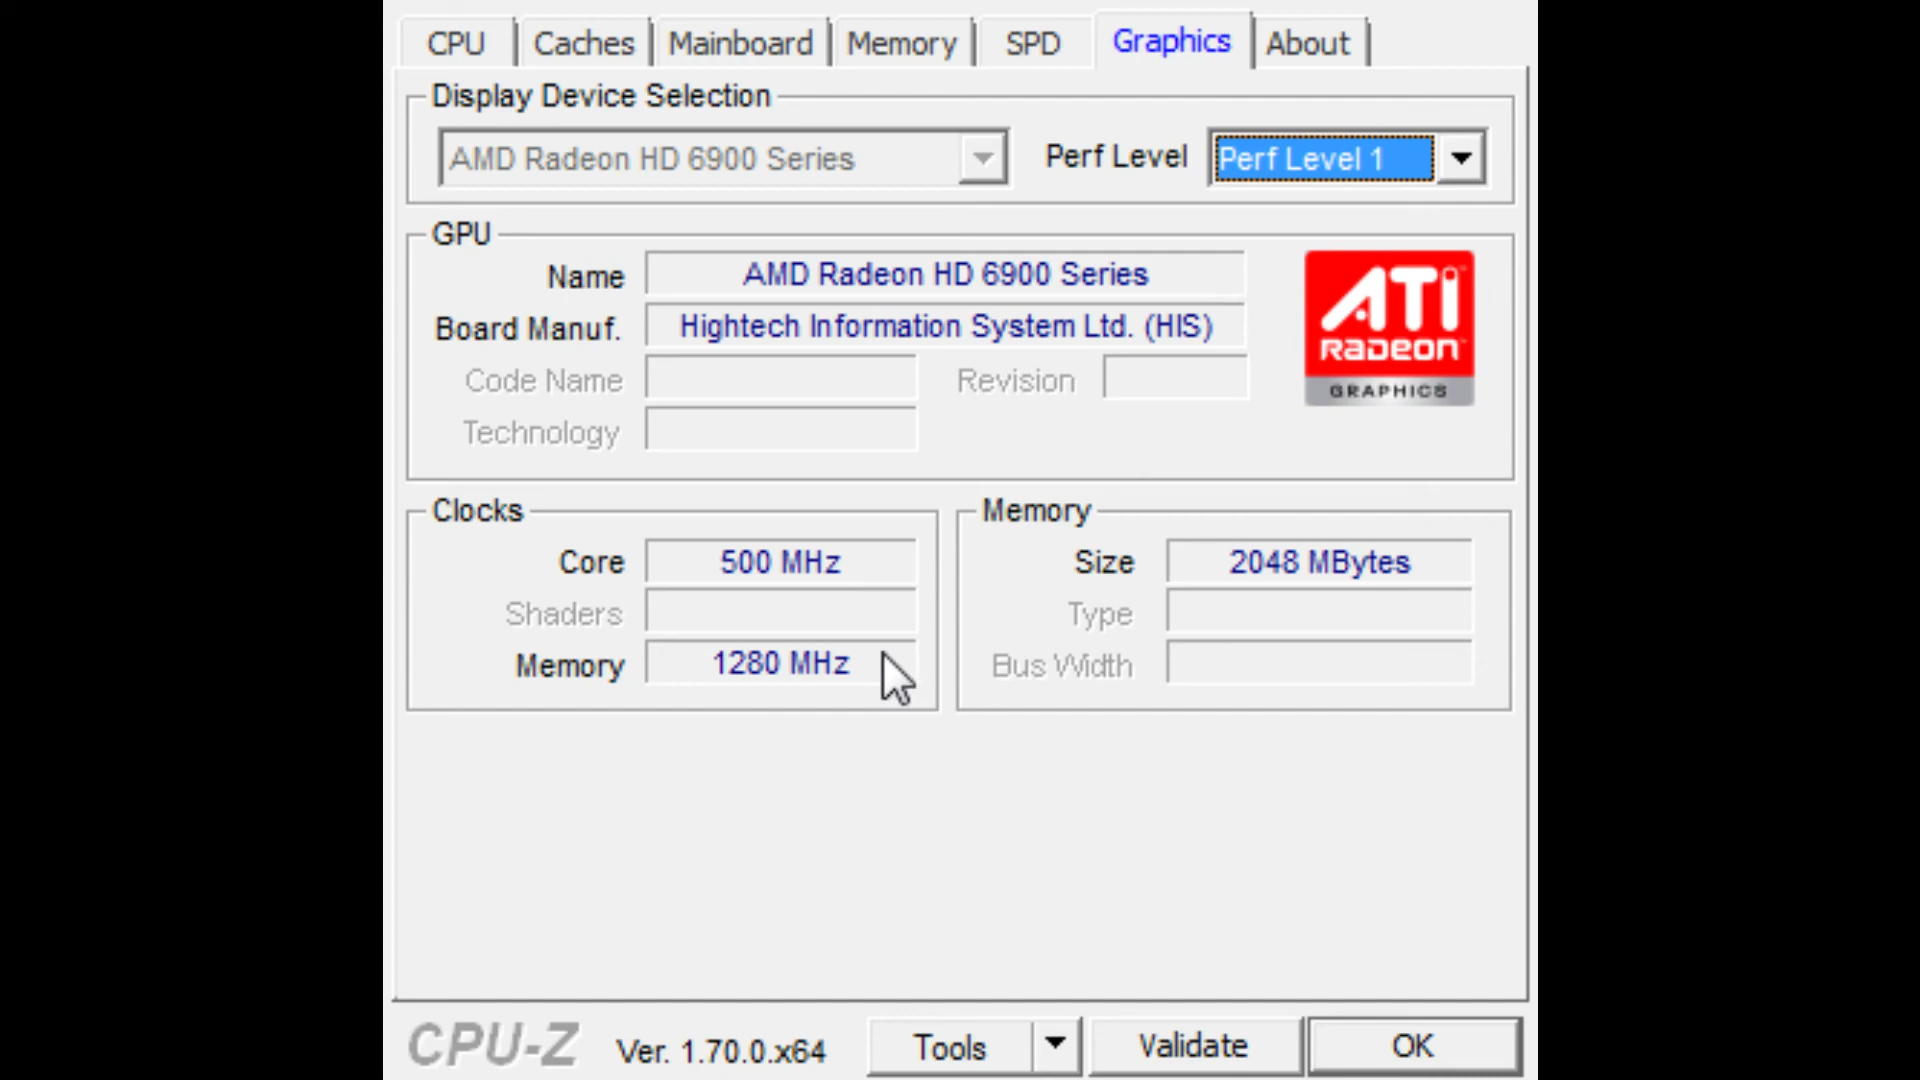 CPU Caches Mainboard Memory SPD Graphics About
Display Device Selection
AMD Radeon HD 6900 Series Perf Level Perf Level 1
GPU
Name AMD Radeon HD 6900 Series
Board Manuf. Hightech Information System Ltd. (HIS)
Code Name Revision
Technology
ATI
RADEON
GRAPHICS
Clocks
Core 500 MHz
Shaders
Memory 1280 MHz
Memory
Size 2048 MBytes
Type
Bus Width
CPU-Z Ver. 1.70.0.x64 Tools Validate OK